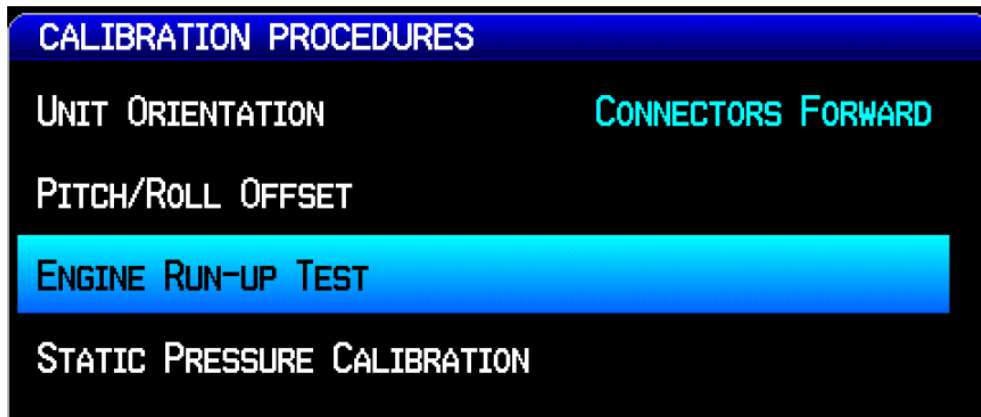 CALIBRATION PROCEDURES
UNIT ORIENTATION CONNECTORS FORWARD
PITCH/ROLL OFFSET
ENGINE RUN-UP TEST
STATIC PRESSURE CALIBRATION